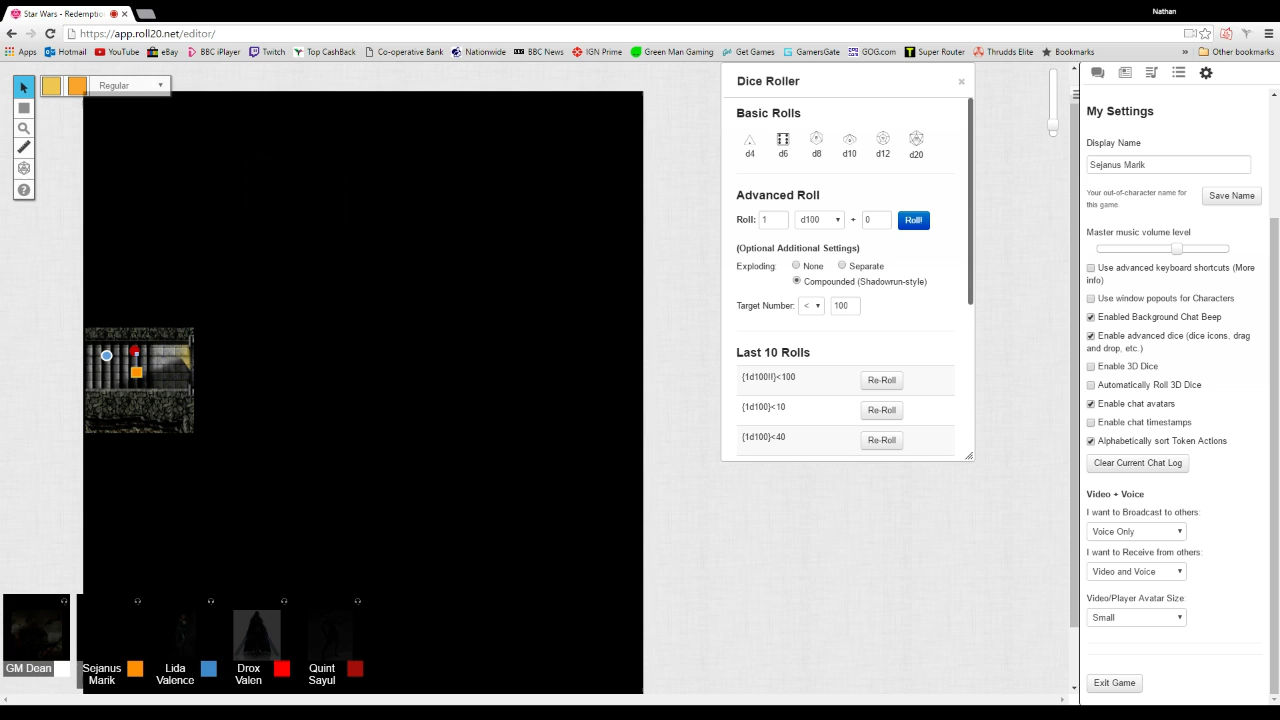 Star Wars - Redemptio
Nathan
https://app.roll20.net/editor/
Apps
Hotmail
YouTube
eBay
BBC iPlayer
Twitch
Top CashBack
Co-operative Bank
Nationwide
BBC News
IGN Prime
Green Man Gaming
Get Games
GamersGate
GOG.com
Super Router
Thrudds Elite
Bookmarks
»
Other bookmarks
Regular
Dice Roller
Basic Rolls
d4 d6 d8 d10 d12 d20
Advanced Roll
Roll: 1 d100 + 0 Roll!
(Optional Additional Settings)
Exploding: None Separate
Compounded (Shadowrun-style)
Target Number: < 100
Last 10 Rolls
{1d100!!}<100 Re-Roll
{1d100}<10 Re-Roll
{1d100}<40 Re-Roll
GM Dean
Sejanus
Marik
Lida
Valence
Drox
Valen
Quint
Sayul
My Settings
Display Name
Sejanus Marik
Your out-of-character name for
this game.
Save Name
Master music volume level
Use advanced keyboard shortcuts (More
info)
Use window popouts for Characters
Enabled Background Chat Beep
Enable advanced dice (dice icons, drag
and drop, etc.)
Enable 3D Dice
Automatically Roll 3D Dice
Enable chat avatars
Enable chat timestamps
Alphabetically sort Token Actions
Clear Current Chat Log
Video + Voice
I want to Broadcast to others:
Voice Only
I want to Receive from others:
Video and Voice
Video/Player Avatar Size:
Small
Exit Game